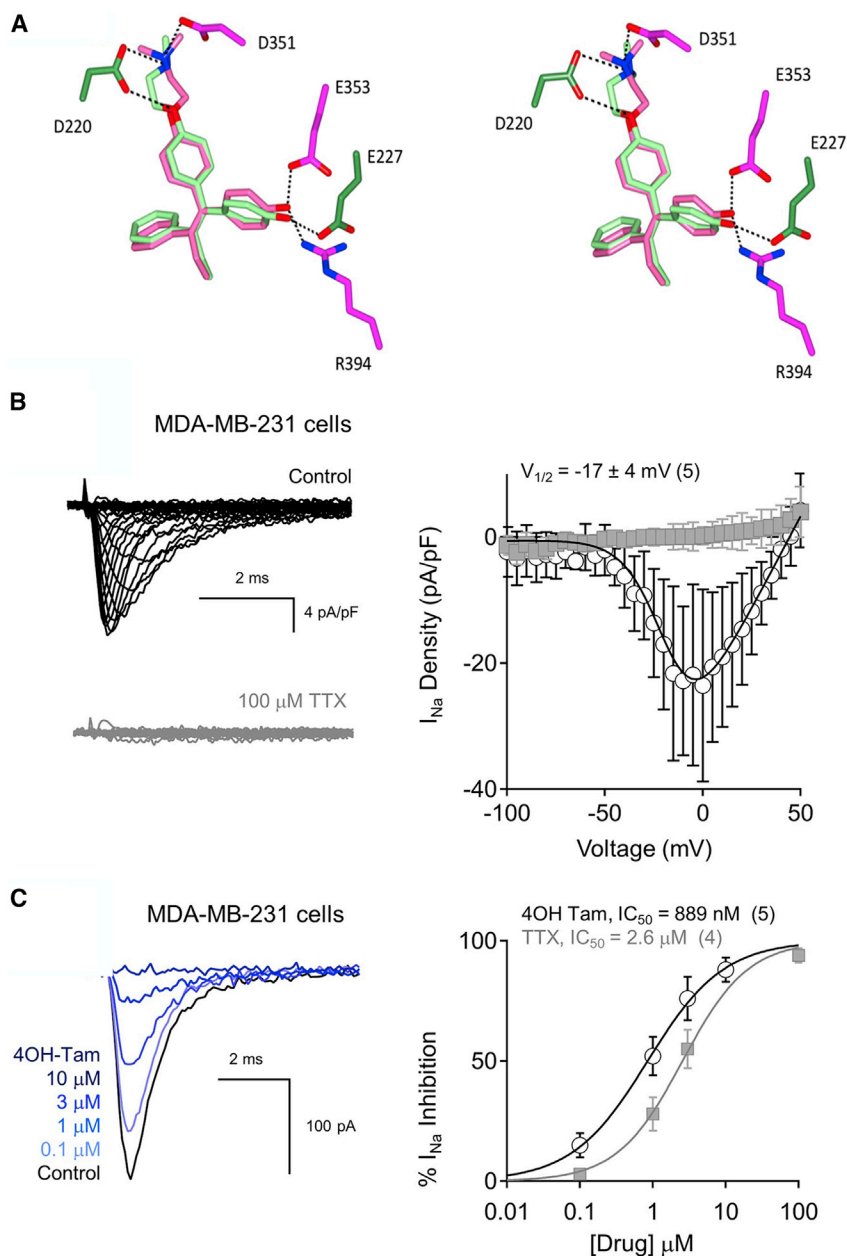 A
D351
D351
E353
E353
D220
D220
E227
E227
R394
R394
B
MDA-MB-231 cells
Control
2 ms
4 pA/pF
100 μM TTX
V1/2 = -17 ± 4 mV (5)
0
-20
-40
I Na Density (pA/pF)
-100
-50
0
50
Voltage (mV)
C
MDA-MB-231 cells
4OH-Tam
10 μM
3 μM
1 μM
0.1 μM
Control
2 ms
100 pA
4OH Tam, IC50 = 889 nM (5)
TTX, IC50 = 2.6 μM (4)
100
50
0
% I Na Inhibition
0.01
0.1
1
10
100
[Drug] μM